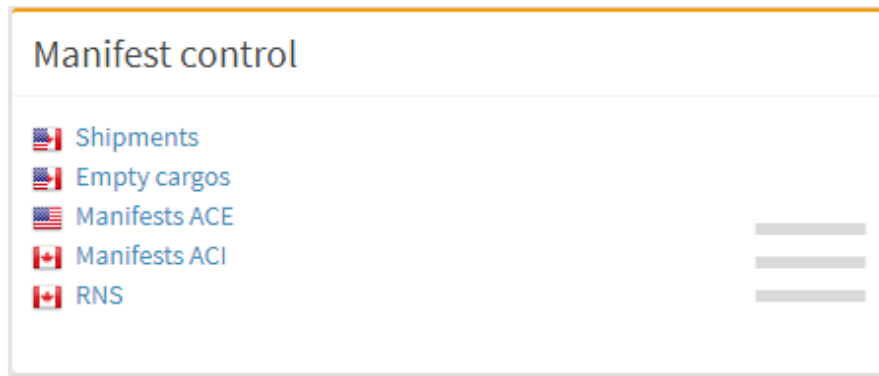 Manifest control
Shipments
Empty cargos
Manifests ACE
Manifests ACI
RNS